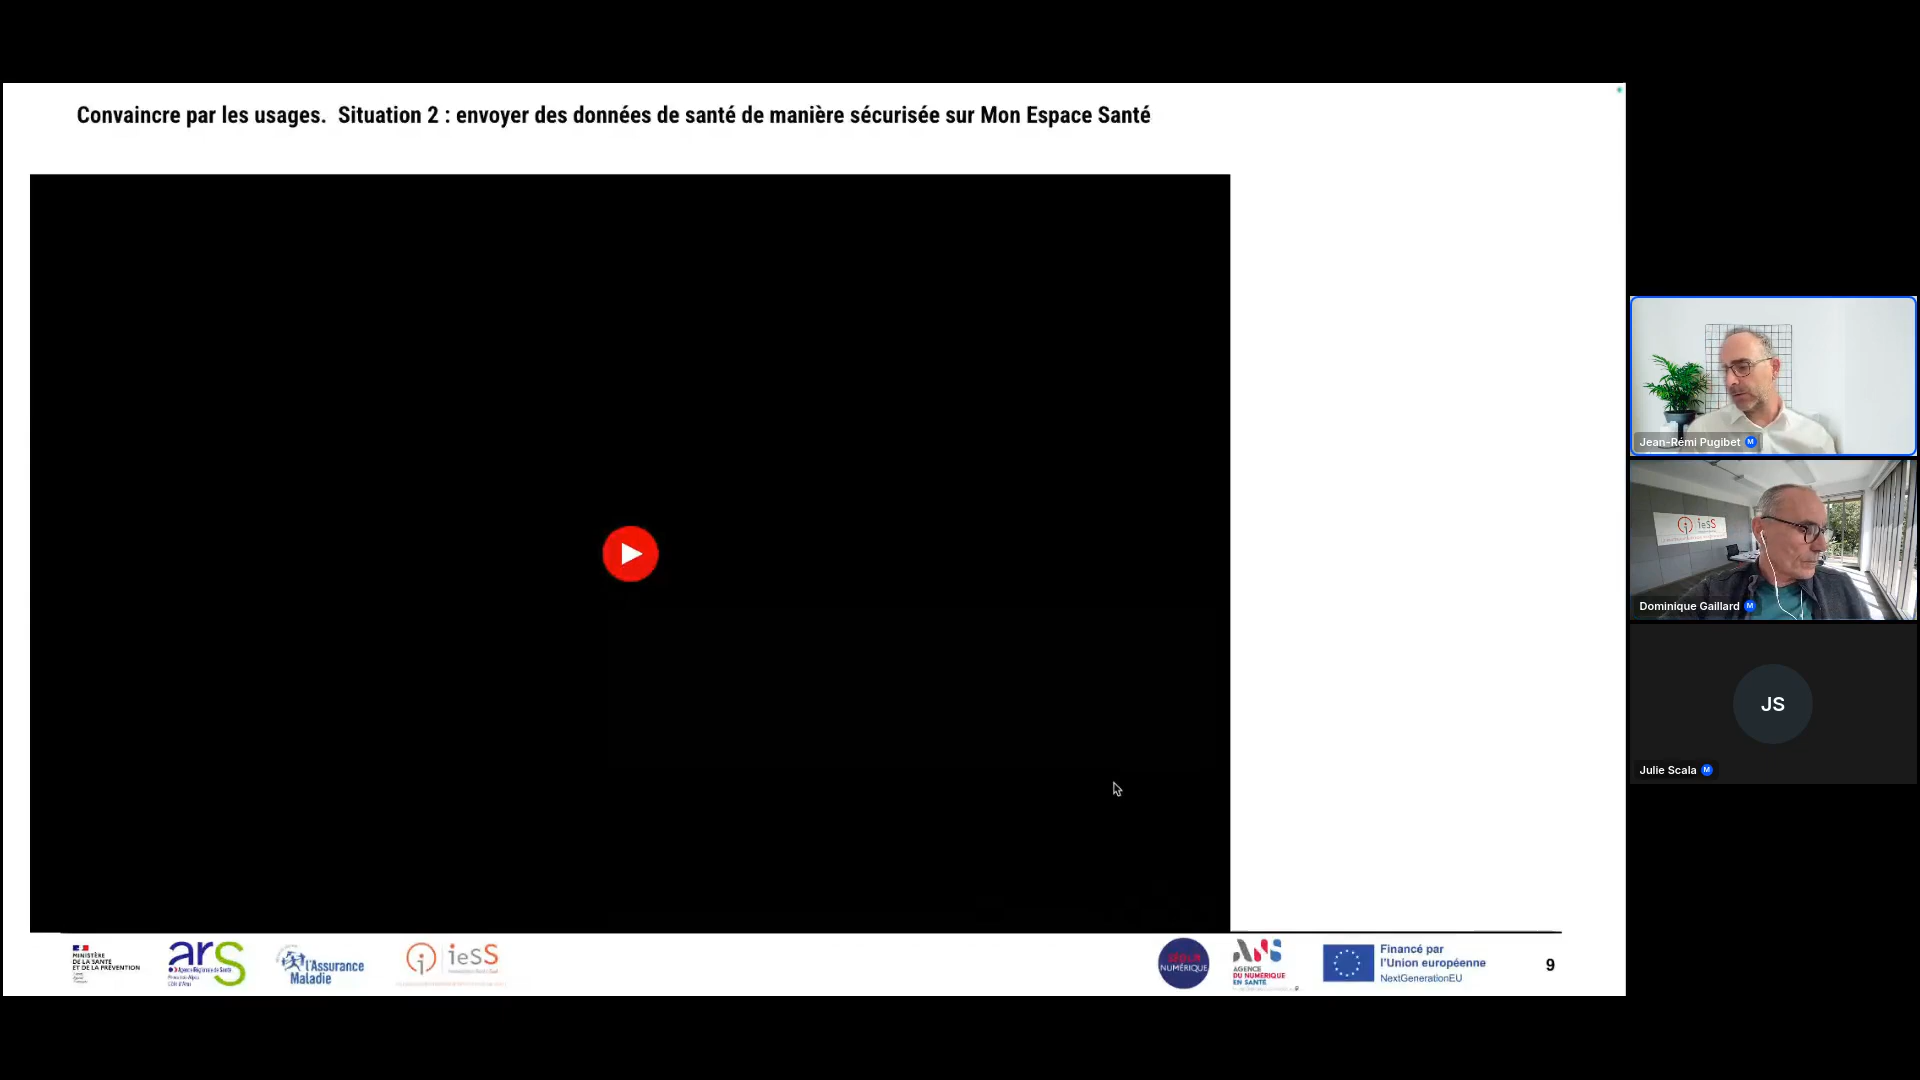 Convaincre par les usages. Situation 2 : envoyer des données de santé de manière sécurisée sur Mon Espace Santé
Jean-Rémi Pugibet M
iesS
Dominique Gaillard M
JS
Julie Scala M
MINISTÈRE
DE LA SANTÉ
ET DE LA PRÉVENTION
ars
l'Assurance
Maladie
iesS
NUMÉRIQUE
AGENCE
DU NUMÉRIQUE
EN SANTÉ
Financé par
l'Union européenne
NextGenerationEU
9